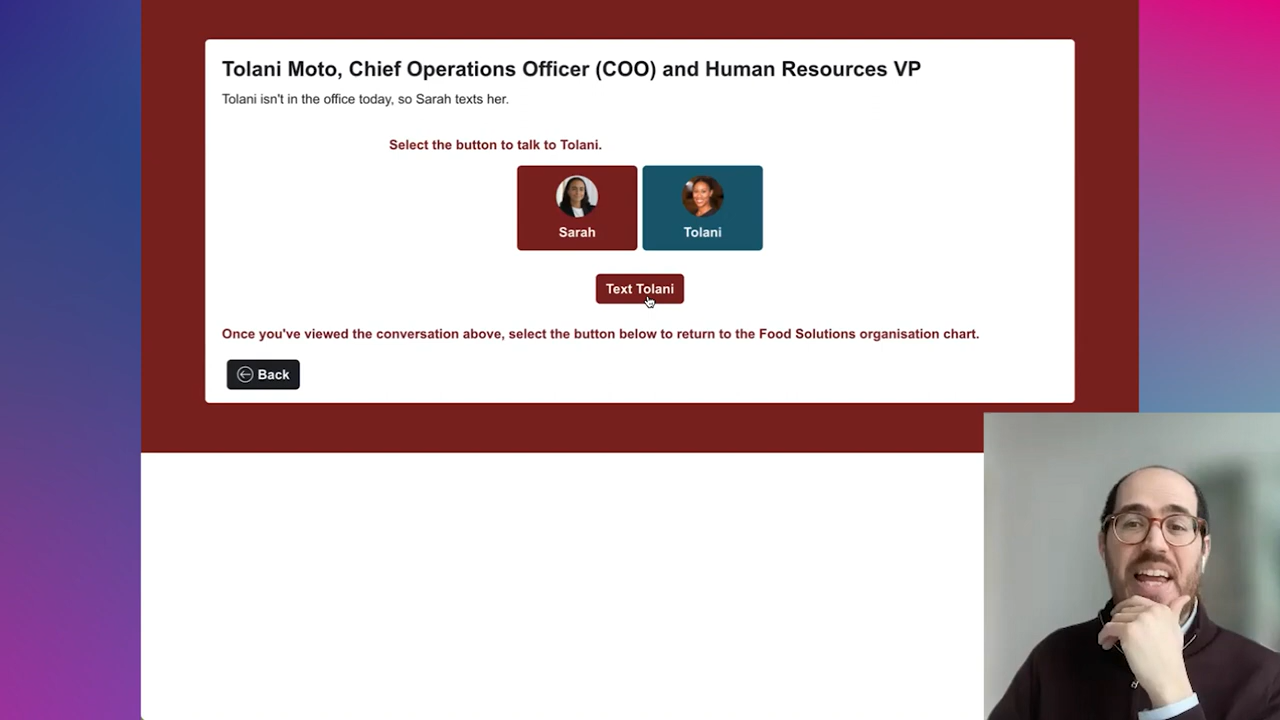 Tolani Moto, Chief Operations Officer (COO) and Human Resources VP
Tolani isn't in the office today, so Sarah texts her.
Select the button to talk to Tolani.
Sarah
Tolani
Text Tolani
Once you've viewed the conversation above, select the button below to return to the Food Solutions organisation chart.
Back